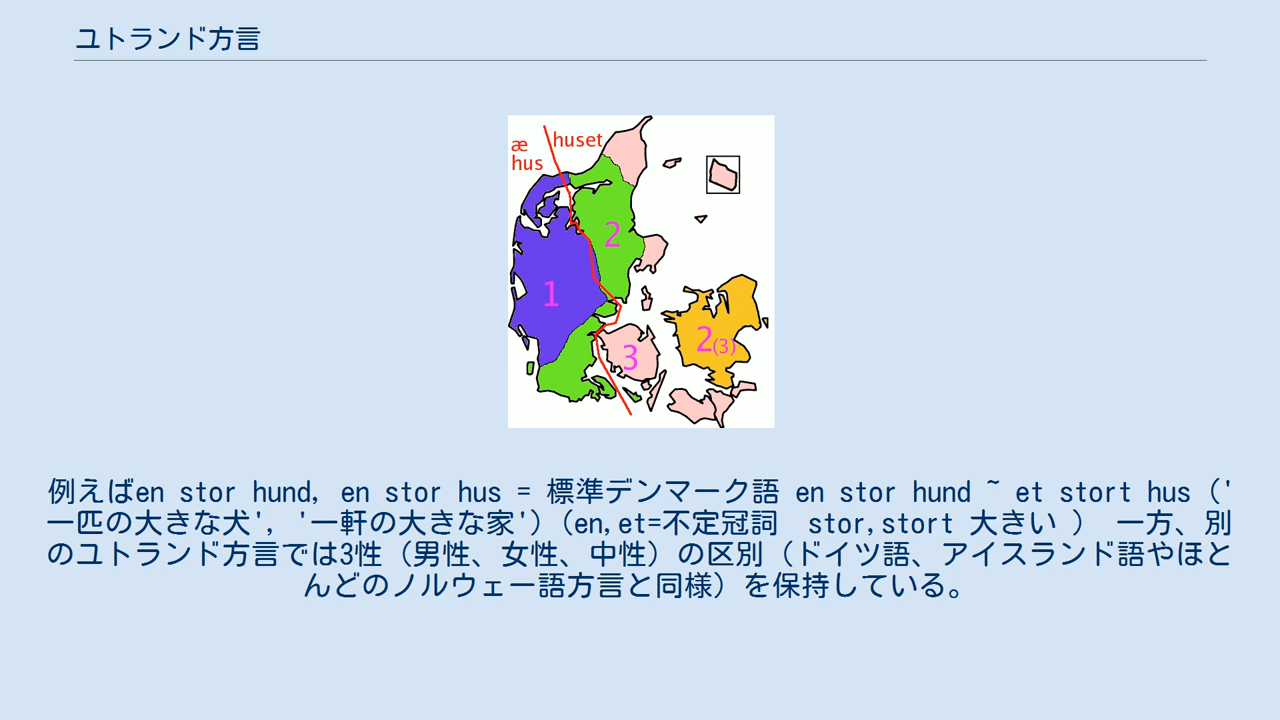 ユトランド方言
æ
hus
huset
2
1
3
2(3)
例えばen stor hund, en stor hus = 標準デンマーク語 en stor hund ~ et stort hus ('
一匹の大きな犬', '一軒の大きな家') (en,et=不定冠詞　stor,stort 大きい ) 一方、別
のユトランド方言では3性 (男性、女性、中性) の区別 (ドイツ語、アイスランド語やほと
んどのノルウェー語方言と同様) を保持している。